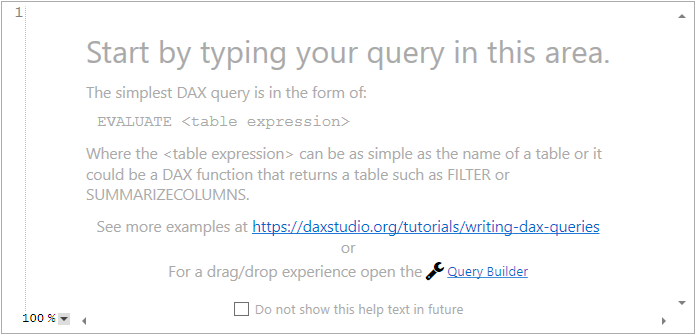 1
Start by typing your query in this area.
The simplest DAX query is in the form of:
EVALUATE <table expression>
Where the <table expression> can be as simple as the name of a table or it
could be a DAX function that returns a table such as FILTER or
SUMMARIZECOLUMNS.
See more examples at https://daxstudio.org/tutorials/writing-dax-queries
or
For a drag/drop experience open the Query Builder
Do not show this help text in future
100 %